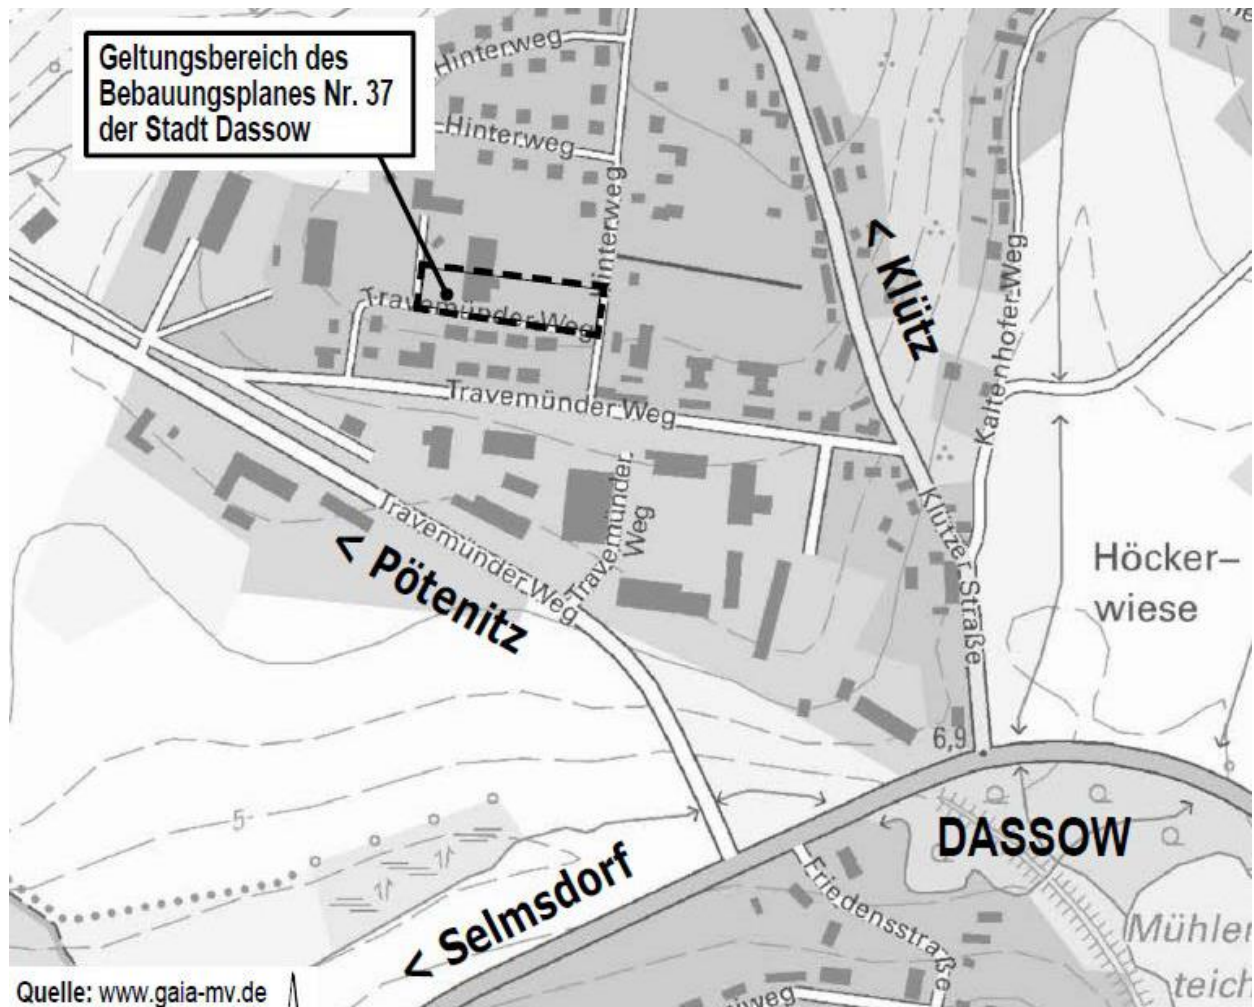 Geltungsbereich des
Bebauungsplanes Nr. 37
der Stadt Dassow
Hinterweg
Hinterweg
Hinterweg
< Klütz
Kaltenhofer Weg
Travemünder Weg
Travemünder Weg
Travemünder
Weg
Travemünder Weg
< Pötenitz
Klützer Straße
Höcker–
wiese
6,9
5
DASSOW
< Selmsdorf
Friedensstraße
Mühlen
teich
Quelle: www.gaia-mv.de